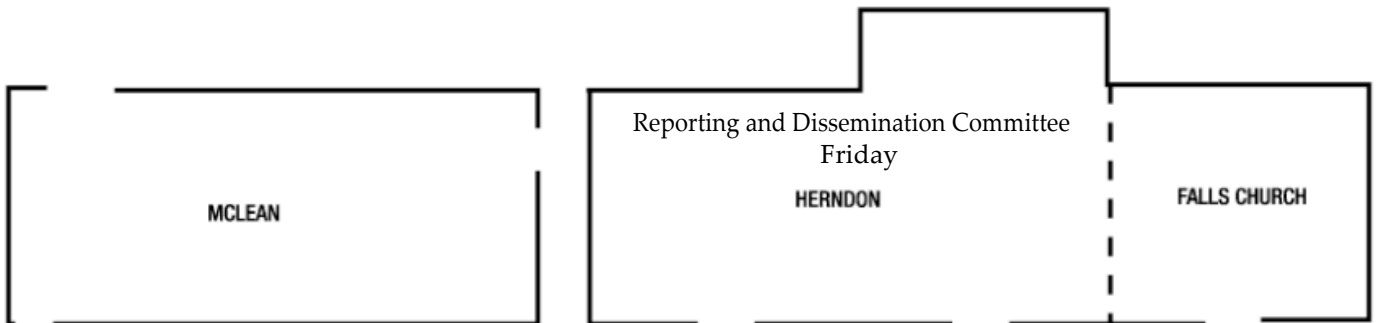 Reporting and Dissemination Committee
Friday
MCLEAN
HERNDON
FALLS CHURCH